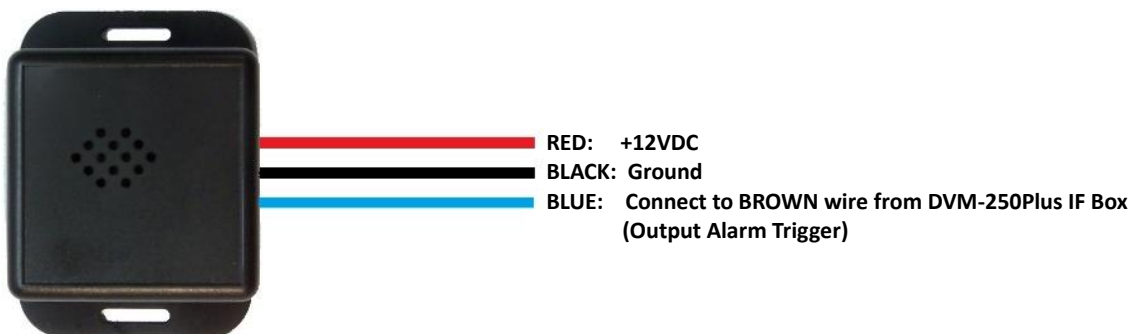 RED: +12VDC
BLACK: Ground
BLUE: Connect to BROWN wire from DVM-250Plus IF Box
(Output Alarm Trigger)